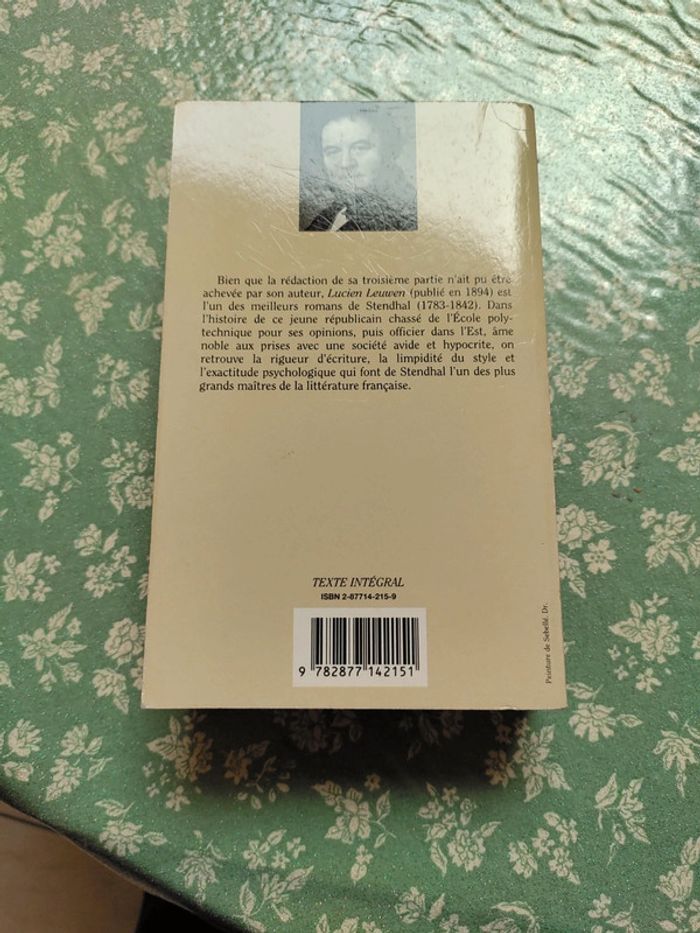 Bien que la rédaction de sa troisième partie n'ait pu être
achevée par son auteur, Lucien Leuwen (publié en 1894) est
l'un des meilleurs romans de Stendhal (1783-1842). Dans
l'histoire de ce jeune républicain chassé de l'École poly-
technique pour ses opinions, puis officier dans l'Est, âme
noble aux prises avec une société avide et hypocrite, on
retrouve la rigueur d'écriture, la limpidité du style et
l'exactitude psychologique qui font de Stendhal l'un des plus
grands maîtres de la littérature française.
TEXTE INTÉGRAL
ISBN 2-87714-215-9
9 782877 142151
Peinture de Sebellé. Dr.